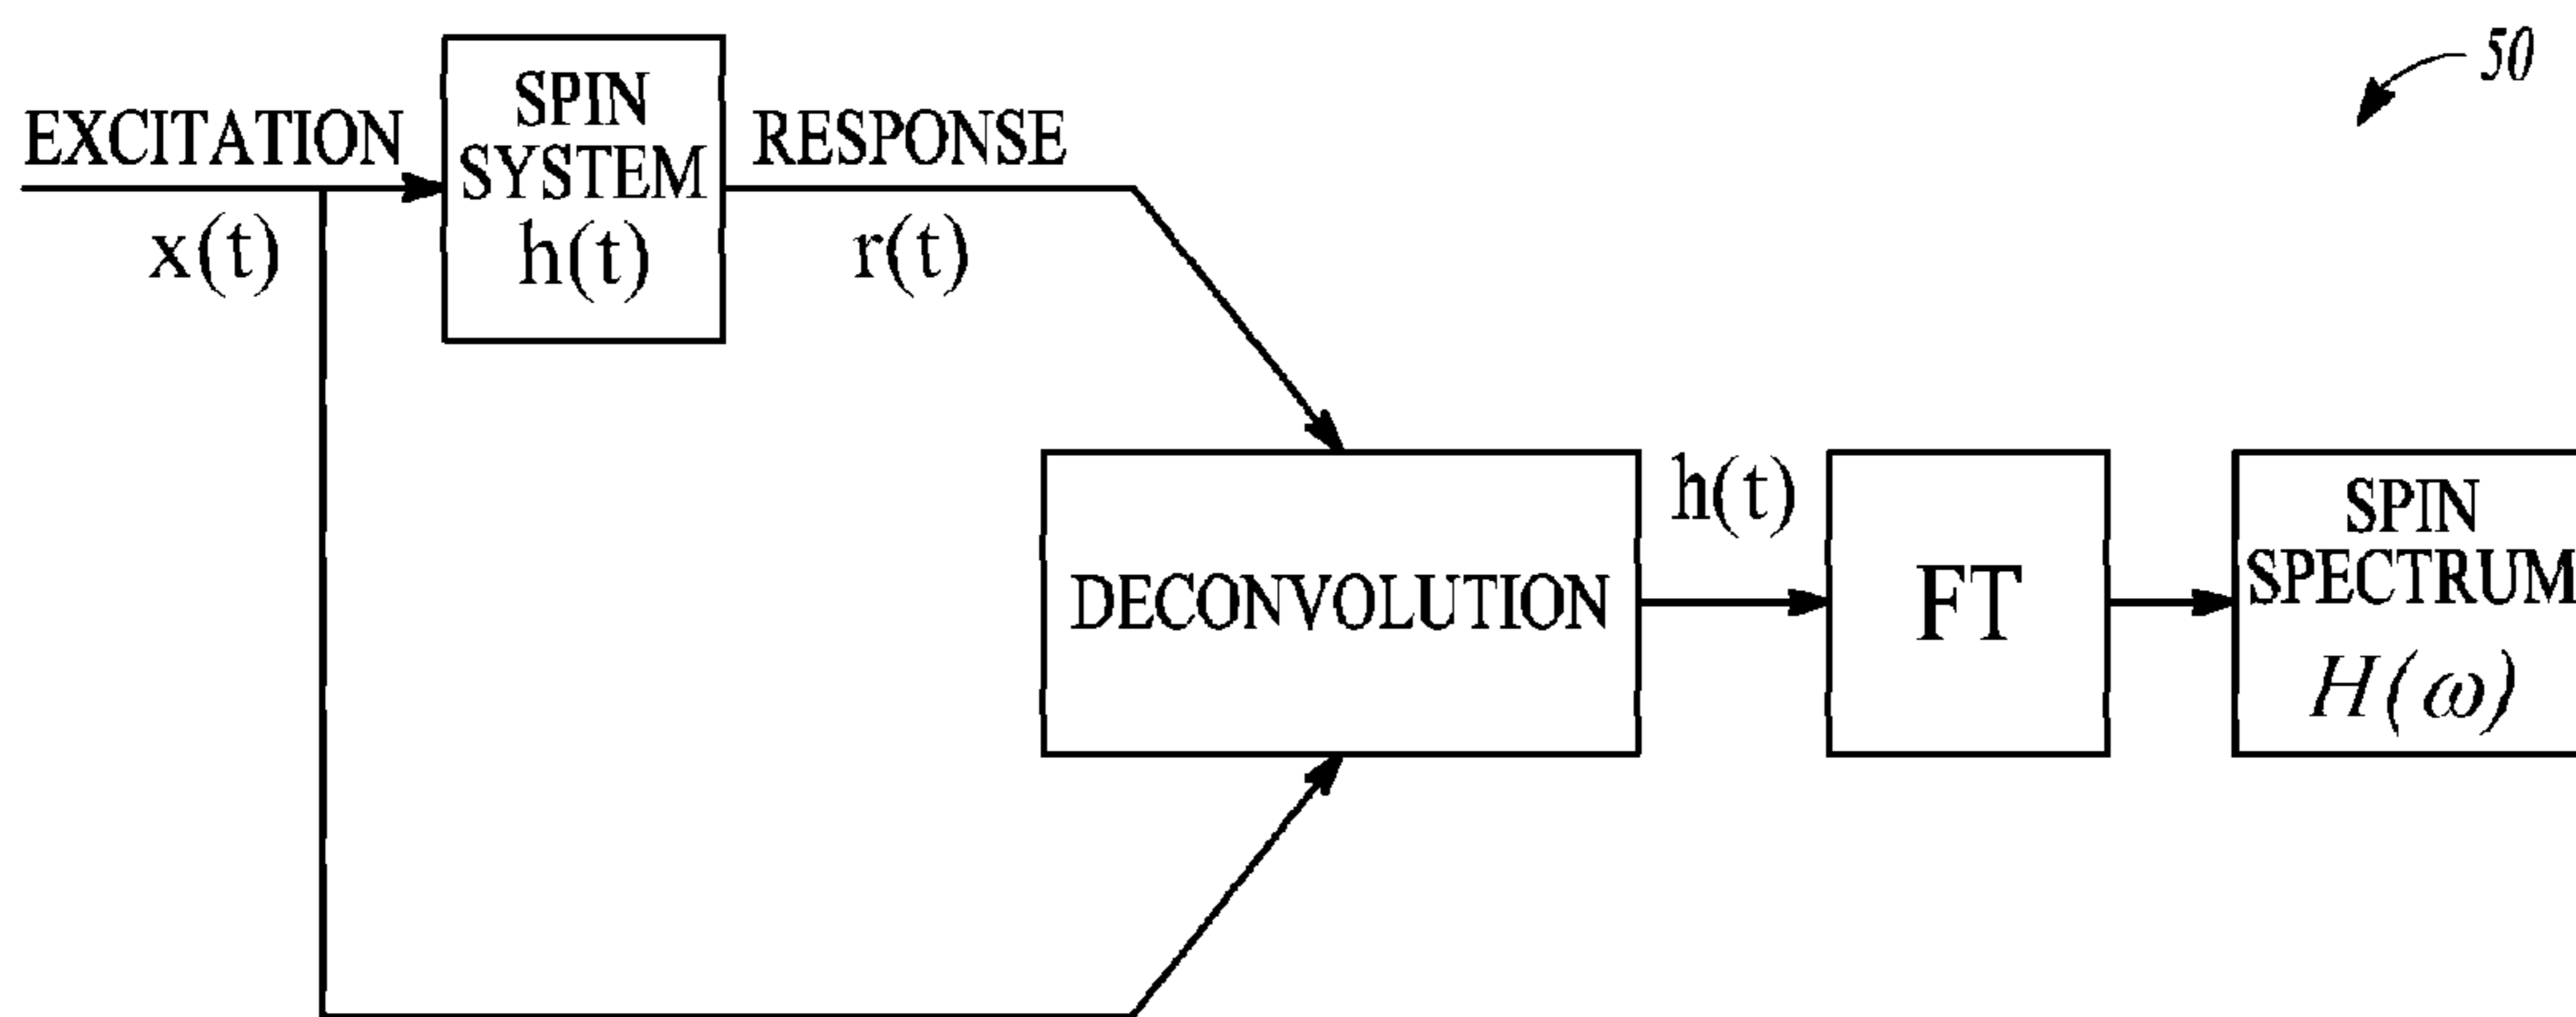 50
EXCITATION
x(t)
SPIN
SYSTEM
h(t)
RESPONSE
r(t)
DECONVOLUTION
h(t)
FT
SPIN
SPECTRUM
H(ω)